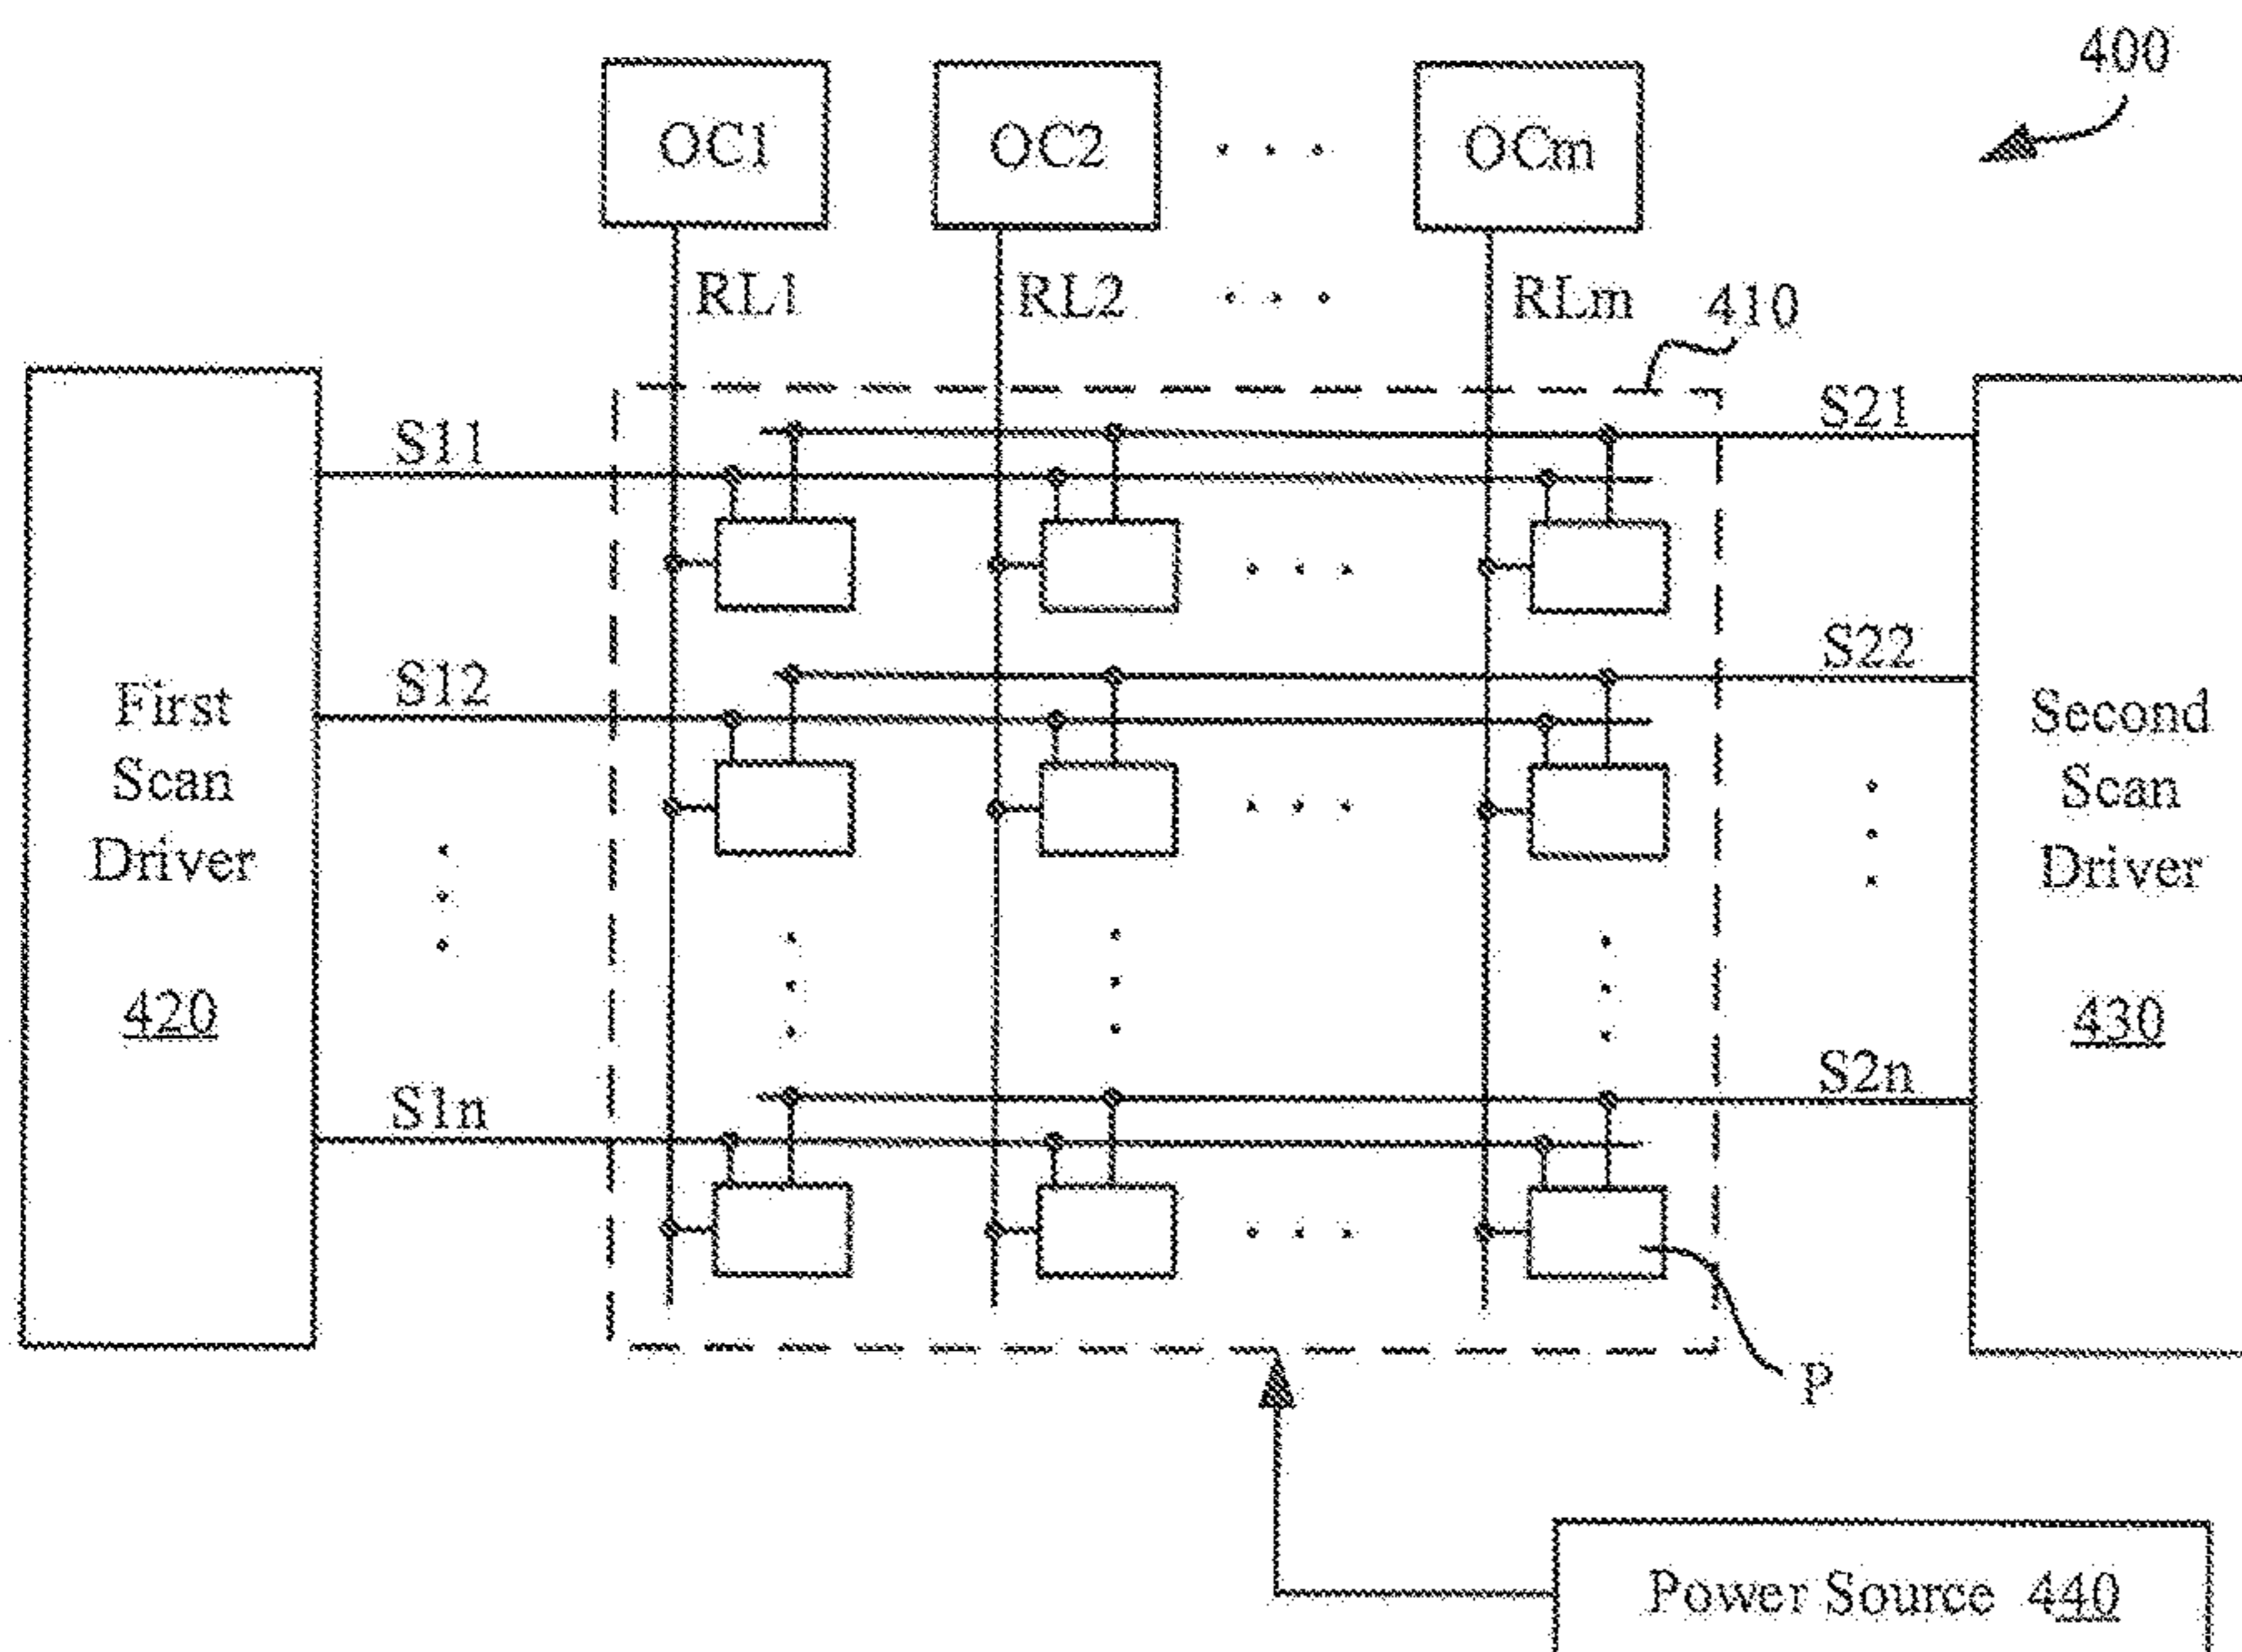 400
OC1 OC2 . . . OCm
RL1 RL2 . . . RLm
410
S11
S21
S12
S22
First
Scan
Driver
420
Second
Scan
Driver
430
S1n
S2n
P
Power Source 440